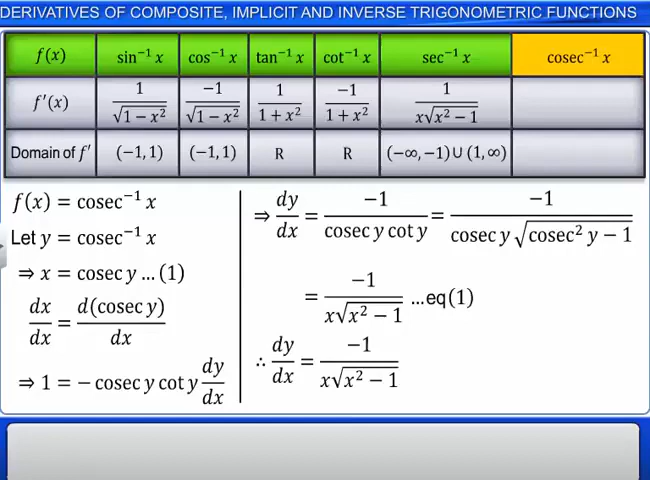 DERIVATIVES OF COMPOSITE, IMPLICIT AND INVERSE TRIGONOMETRIC FUNCTIONS
f(x) sin⁻¹ x cos⁻¹ x tan⁻¹ x cot⁻¹ x sec⁻¹ x cosec⁻¹ x
f′(x) 1/√(1 − x²) −1/√(1 − x²) 1/(1 + x²) −1/(1 + x²) 1/(x√(x² − 1))
Domain of f′ (−1, 1) (−1, 1) R R (−∞, −1) ∪ (1, ∞)
f(x) = cosec⁻¹ x
Let y = cosec⁻¹ x
⇒ x = cosec y ... (1)
dx/dx = d(cosec y)/dx
⇒ 1 = − cosec y cot y dy/dx
⇒ dy/dx = −1/(cosec y cot y) = −1/(cosec y √(cosec² y − 1))
= −1/(x√(x² − 1)) ...eq(1)
∴ dy/dx = −1/(x√(x² − 1))